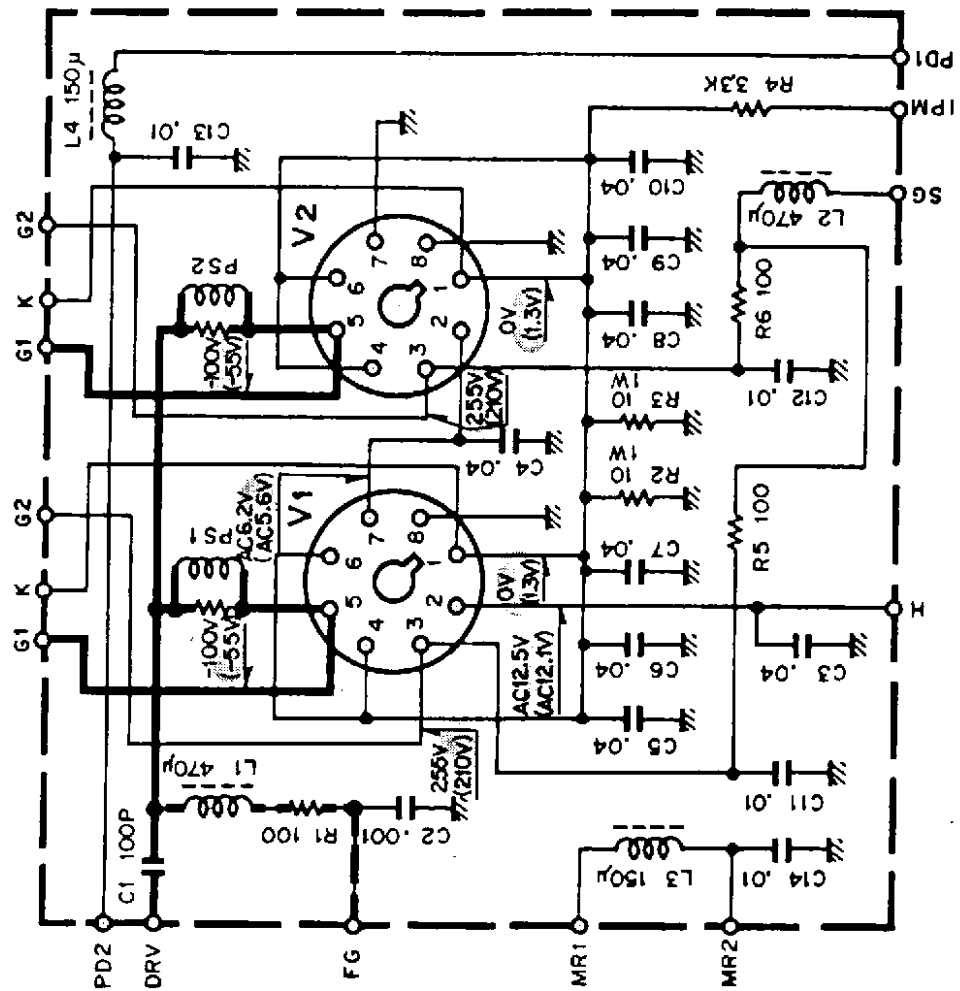 G1
K
G2
G1
K
G2
PD2
DRV
FG
MR1
MR2
H
SG
IPM
PD1
C1 100P
L1 470μ
R1 100
C2 .001
255V
(210V)
PS1
-100V
(-55V)
AC6.2V
(AC5.6V)
V1
1
2
3
4
5
6
7
8
0V
(1.3V)
AC12.5V
(AC12.1V)
PS2
-100V
(-55V)
V2
1
2
3
4
5
6
7
8
0V
(1.3V)
255V
(210V)
C4
.04
L4 150μ
C13 .01
C5 .04
C6 .04
C7 .04
R2 10
1W
R3 10
1W
C8 .04
C9 .04
C10 .04
R4 3.3K
L2 470μ
R6 100
C12 .01
R5 100
C3 .04
C11 .01
L3 150μ
C14 .01